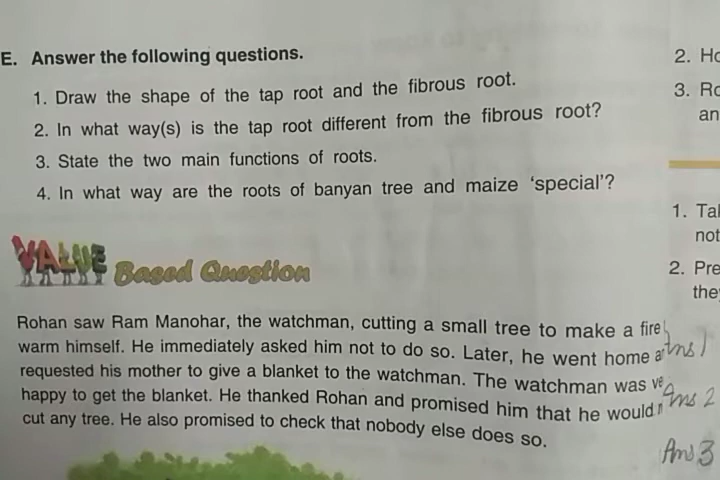 E. Answer the following questions.
1. Draw the shape of the tap root and the fibrous root.
2. In what way(s) is the tap root different from the fibrous root?
3. State the two main functions of roots.
4. In what way are the roots of banyan tree and maize 'special'?
VALUE Based Question
Rohan saw Ram Manohar, the watchman, cutting a small tree to make a fire
warm himself. He immediately asked him not to do so. Later, he went home
requested his mother to give a blanket to the watchman. The watchman was
happy to get the blanket. He thanked Rohan and promised him that he would
cut any tree. He also promised to check that nobody else does so.
Ans 1
Ans 2
Ans 3
2.
3.
an
1.
not
2. Pre
the